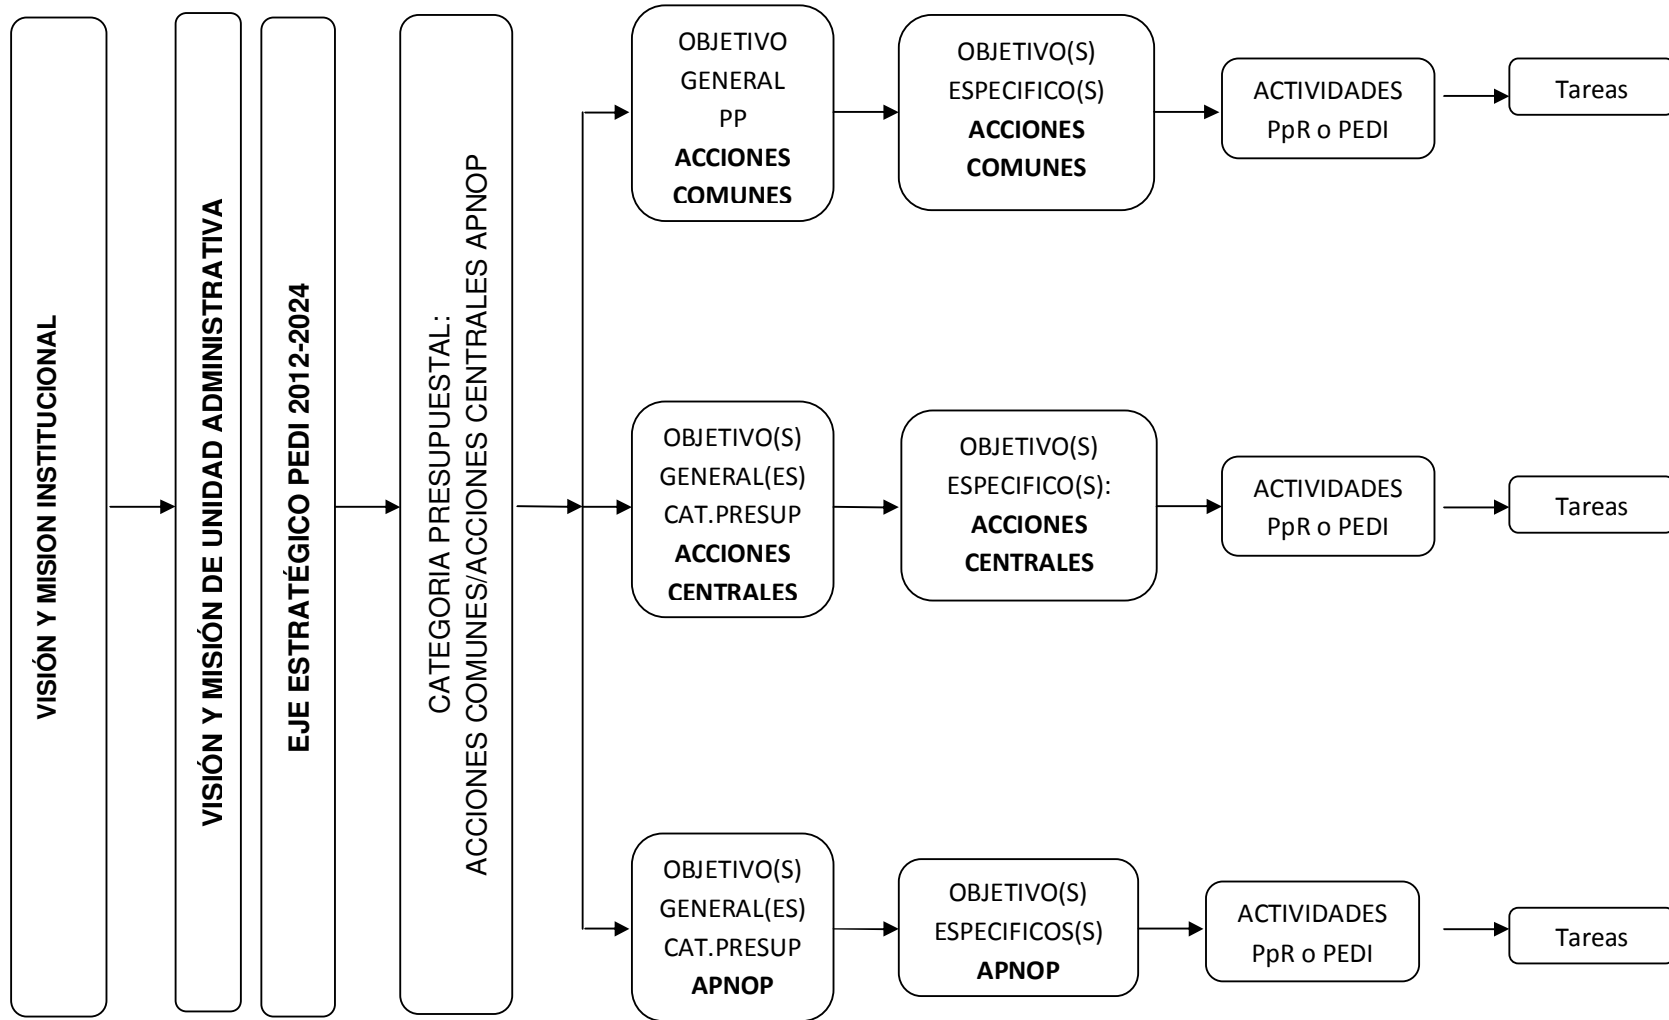 VISIÓN Y MISION INSTITUCIONAL
VISIÓN Y MISIÓN DE UNIDAD ADMINISTRATIVA
EJE ESTRATÉGICO PEDI 2012-2024
CATEGORIA PRESUPUESTAL:
ACCIONES COMUNES/ACCIONES CENTRALES APNOP
OBJETIVO
GENERAL
PP
ACCIONES
COMUNES
OBJETIVO(S)
ESPECIFICO(S)
ACCIONES
COMUNES
ACTIVIDADES
PpR o PEDI
Tareas
OBJETIVO(S)
GENERAL(ES)
CAT.PRESUP
ACCIONES
CENTRALES
OBJETIVO(S)
ESPECIFICO(S):
ACCIONES
CENTRALES
ACTIVIDADES
PpR o PEDI
Tareas
OBJETIVO(S)
GENERAL(ES)
CAT.PRESUP
APNOP
OBJETIVO(S)
ESPECIFICOS(S)
APNOP
ACTIVIDADES
PpR o PEDI
Tareas